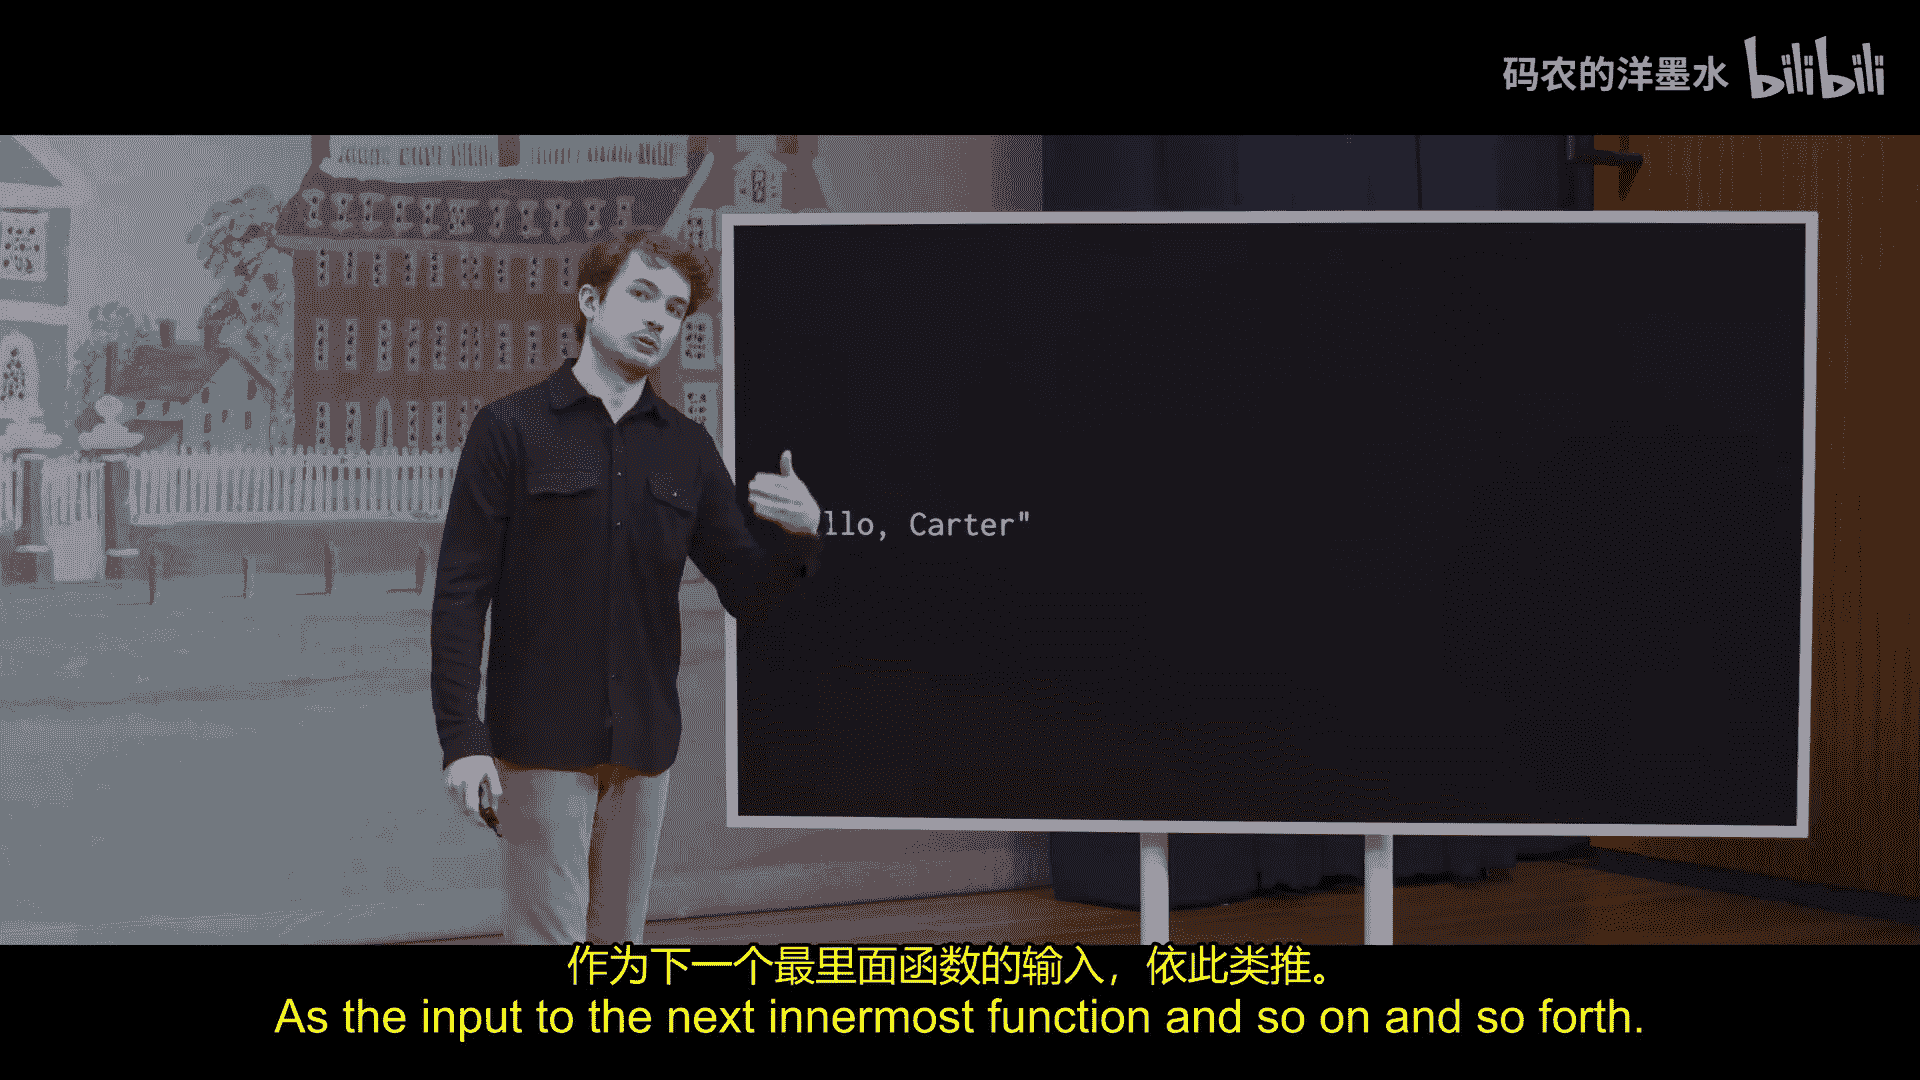 码农的洋墨水 bilibili
llo, Carter"
作为下一个最里面函数的输入，依此类推。
As the input to the next innermost function and so on and so forth.